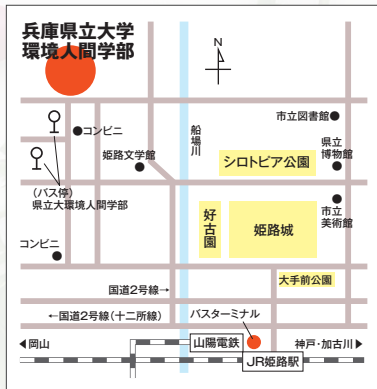 兵庫県立大学
環境人間学部
N
コンビニ
市立図書館
船場川
県立
博物館
姫路文学館
シロトピア公園
(バス停)
県立大環境人間学部
市立
美術館
好古園
姫路城
コンビニ
大手前公園
国道2号線→
←国道2号線(十二所線)
バスターミナル
岡山
山陽電鉄
神戸・加古川
JR姫路駅